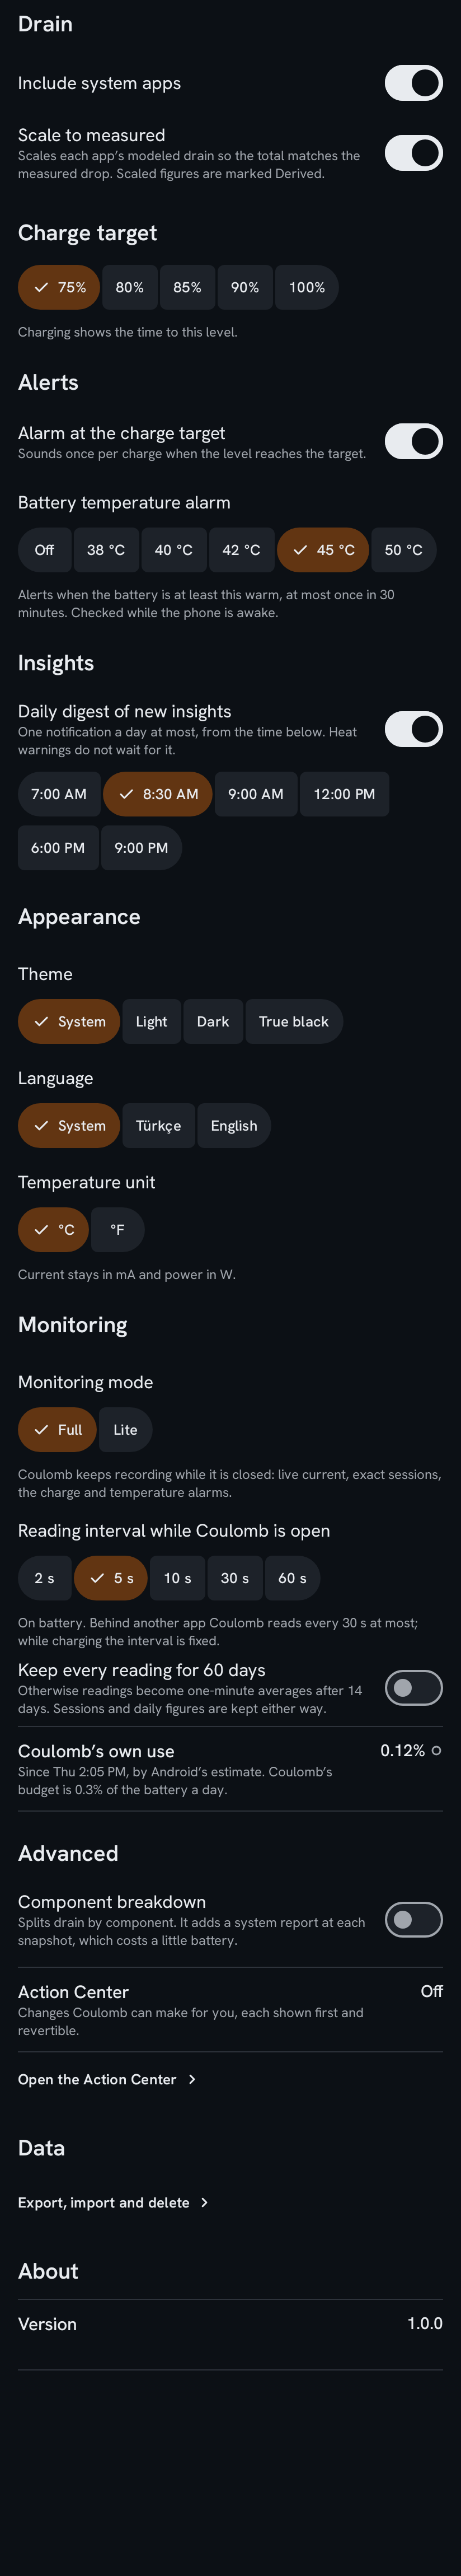 Drain
Include system apps
Scale to measured
Scales each app’s modeled drain so the total matches the
measured drop. Scaled figures are marked Derived.
Charge target
75% 80% 85% 90% 100%
Charging shows the time to this level.
Alerts
Alarm at the charge target
Sounds once per charge when the level reaches the target.
Battery temperature alarm
Off 38 °C 40 °C 42 °C 45 °C 50 °C
Alerts when the battery is at least this warm, at most once in 30
minutes. Checked while the phone is awake.
Insights
Daily digest of new insights
One notification a day at most, from the time below. Heat
warnings do not wait for it.
7:00 AM 8:30 AM 9:00 AM 12:00 PM
6:00 PM 9:00 PM
Appearance
Theme
System Light Dark True black
Language
System Türkçe English
Temperature unit
°C °F
Current stays in mA and power in W.
Monitoring
Monitoring mode
Full Lite
Coulomb keeps recording while it is closed: live current, exact sessions,
the charge and temperature alarms.
Reading interval while Coulomb is open
2 s 5 s 10 s 30 s 60 s
On battery. Behind another app Coulomb reads every 30 s at most;
while charging the interval is fixed.
Keep every reading for 60 days
Otherwise readings become one-minute averages after 14
days. Sessions and daily figures are kept either way.
Coulomb’s own use 0.12%
Since Thu 2:05 PM, by Android’s estimate. Coulomb’s
budget is 0.3% of the battery a day.
Advanced
Component breakdown
Splits drain by component. It adds a system report at each
snapshot, which costs a little battery.
Action Center Off
Changes Coulomb can make for you, each shown first and
revertible.
Open the Action Center
Data
Export, import and delete
About
Version 1.0.0